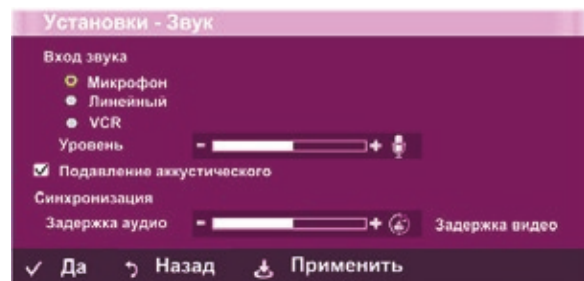 Установки - Звук
Вход звука
Микрофон
Линейный
VCR
Уровень - +
Подавление аккустического
Синхронизация
Задержка аудио - + Задержка видео
Да Назад Применить